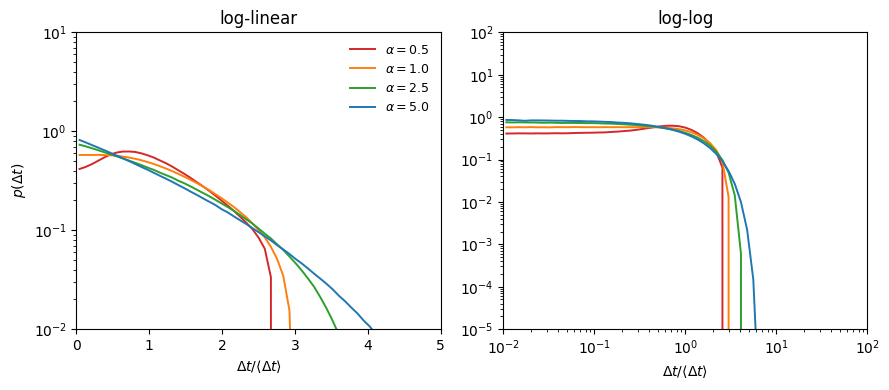 log-linear
10^1
10^0
10^{-1}
10^{-2}
p(Δt)
0 1 2 3 4 5
Δt/⟨Δt⟩
α = 0.5
α = 1.0
α = 2.5
α = 5.0
log-log
10^2
10^1
10^0
10^{-1}
10^{-2}
10^{-3}
10^{-4}
10^{-5}
10^{-2} 10^{-1} 10^0 10^1 10^2
Δt/⟨Δt⟩